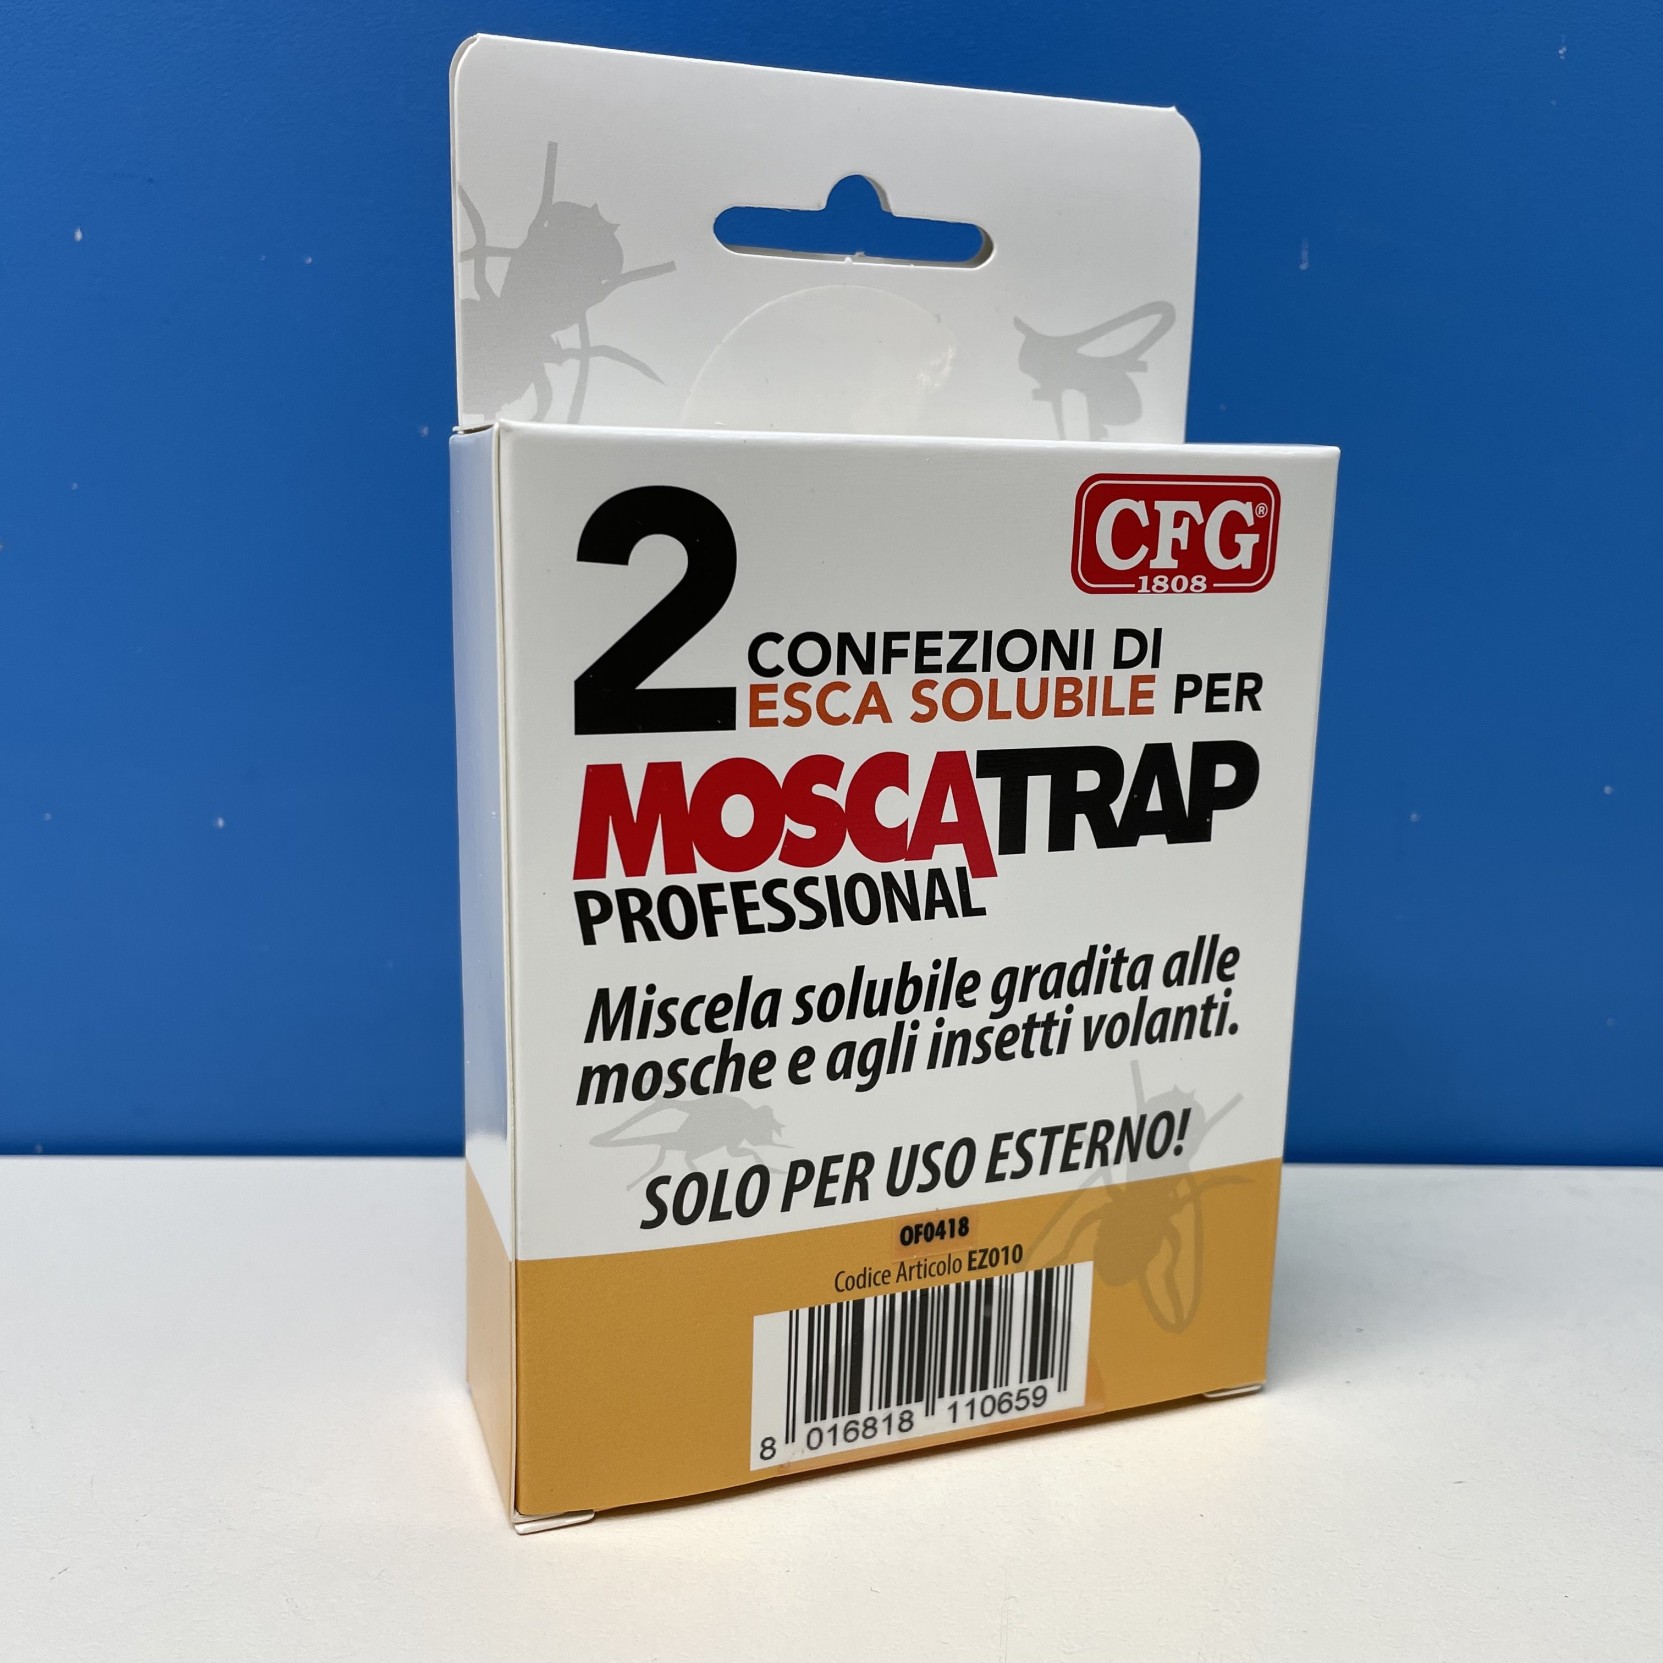 CFG®
1808
2 CONFEZIONI DI
ESCA SOLUBILE PER
MOSCATRAP
PROFESSIONAL
Miscela solubile gradita alle
mosche e agli insetti volanti.
SOLO PER USO ESTERNO!
OF0418
Codice Articolo EZ010
8 016818 110659